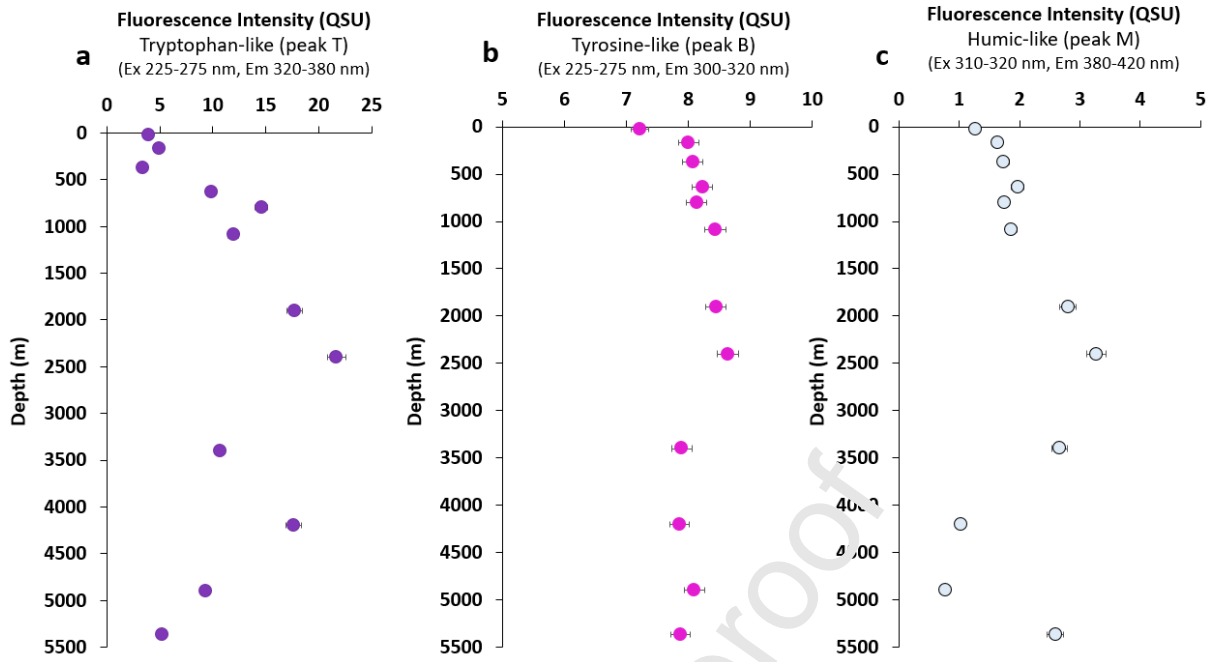 Fluorescence Intensity (QSU)
a
Tryptophan-like (peak T)
(Ex 225-275 nm, Em 320-380 nm)
0 5 10 15 20 25
0
500
1000
1500
2000
2500
3000
3500
4000
4500
5000
5500
Depth (m)
Fluorescence Intensity (QSU)
b
Tyrosine-like (peak B)
(Ex 225-275 nm, Em 300-320 nm)
5 6 7 8 9 10
0
500
1000
1500
2000
2500
3000
3500
4000
4500
5000
5500
Depth (m)
Fluorescence Intensity (QSU)
c
Humic-like (peak M)
(Ex 310-320 nm, Em 380-420 nm)
0 1 2 3 4 5
0
500
1000
1500
2000
2500
3000
3500
4000
4500
5000
5500
Depth (m)
proof